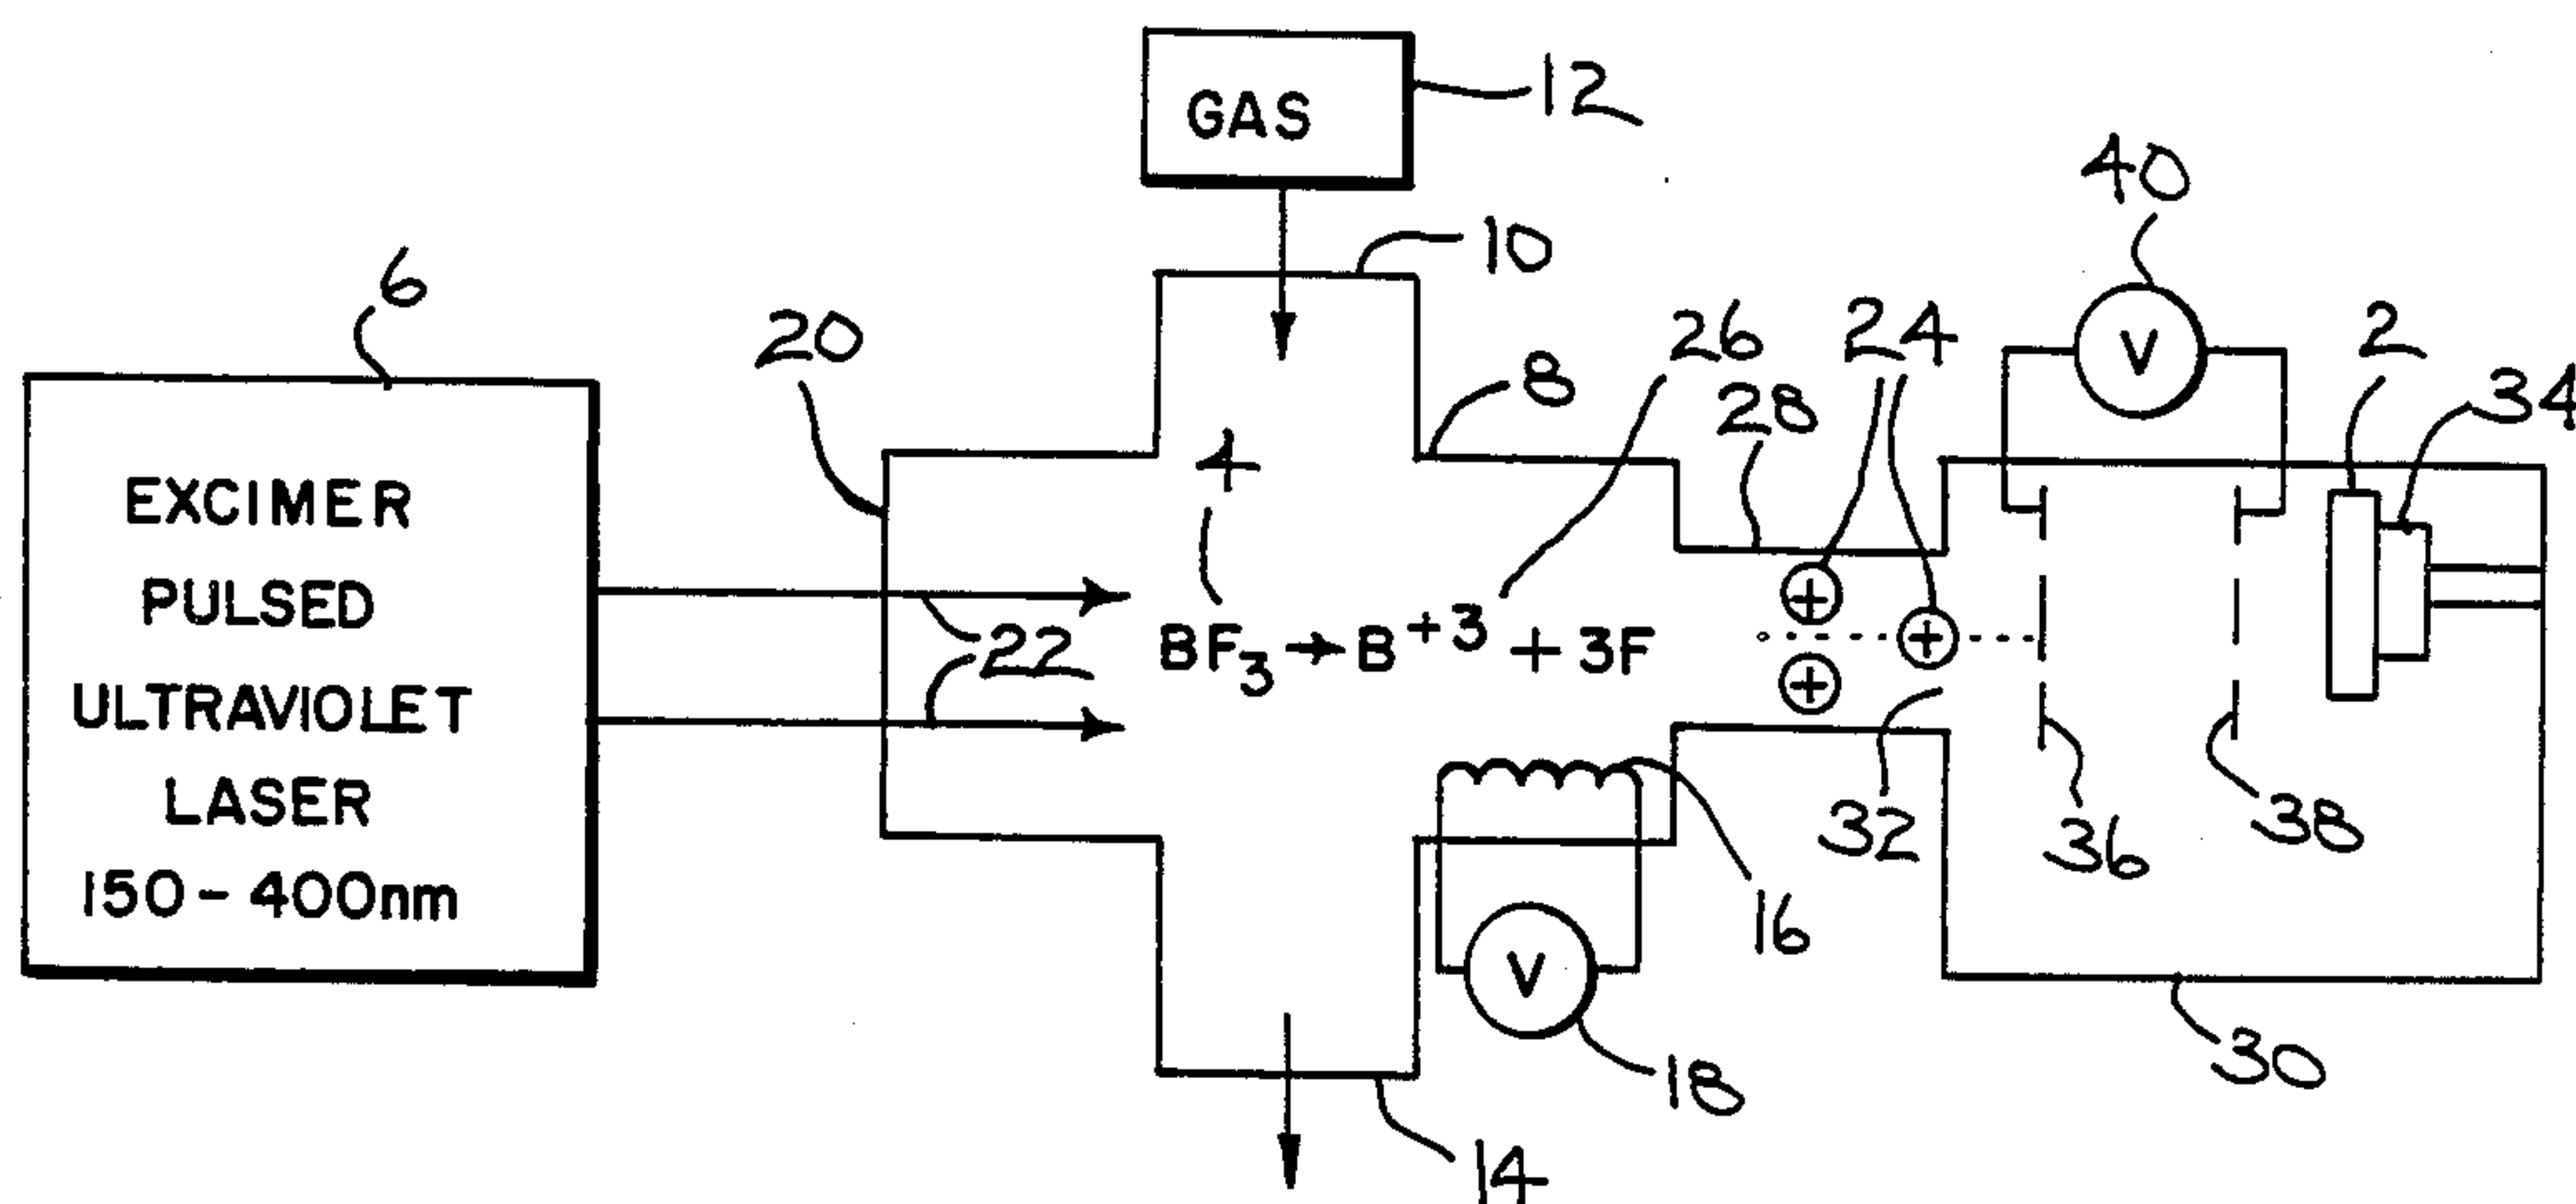 GAS
12
10
40
6
20
26
24
2
8
28
34
V
4
EXCIMER
PULSED
ULTRAVIOLET
LASER
150 - 400nm
22
BF₃ → B⁺³ + 3F
+
+
+
32
36
38
16
V
18
30
14